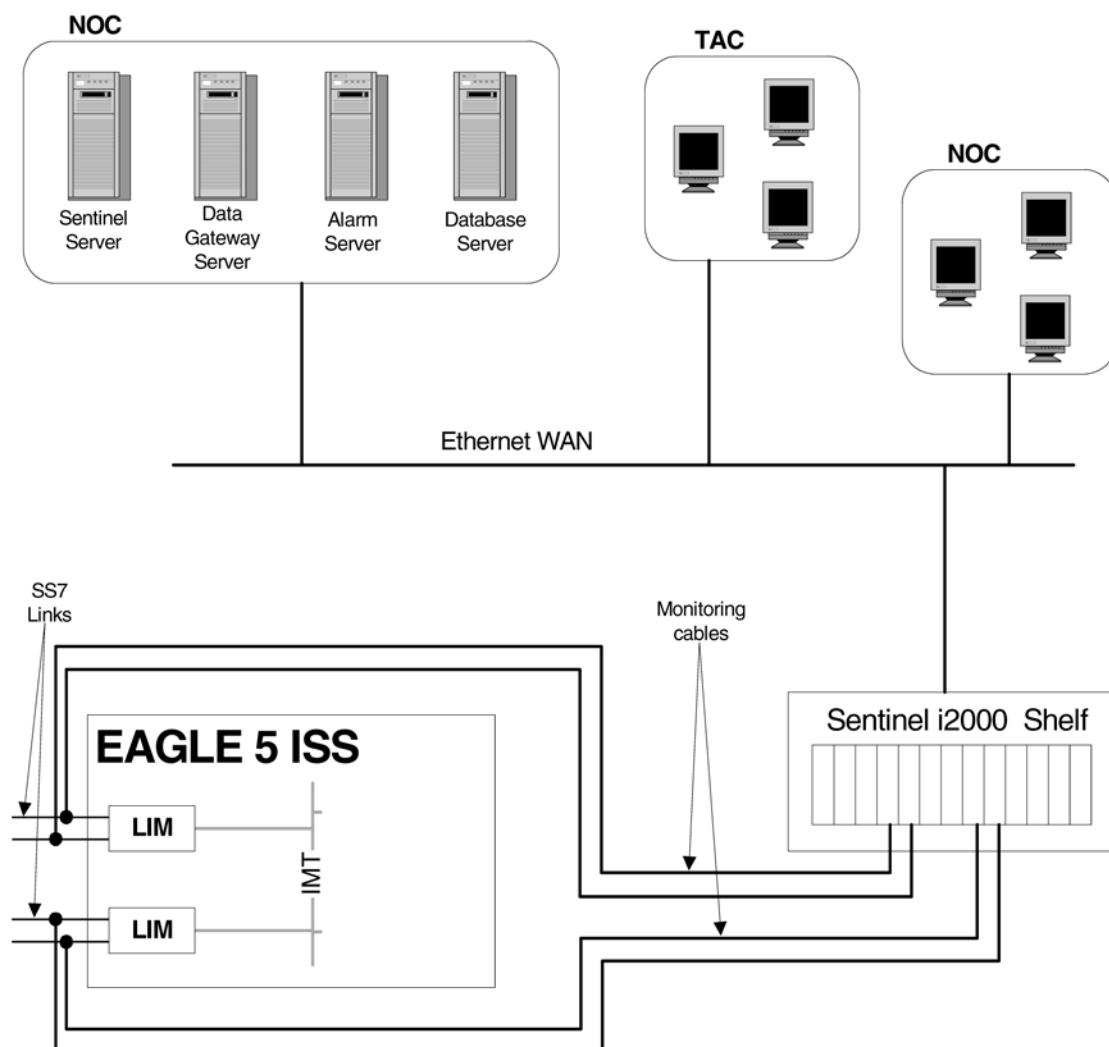 NOC
TAC
NOC
Sentinel
Server
Data
Gateway
Server
Alarm
Server
Database
Server
Ethernet WAN
SS7
Links
Monitoring
cables
Sentinel i2000 Shelf
EAGLE 5 ISS
LIM
IMT
LIM